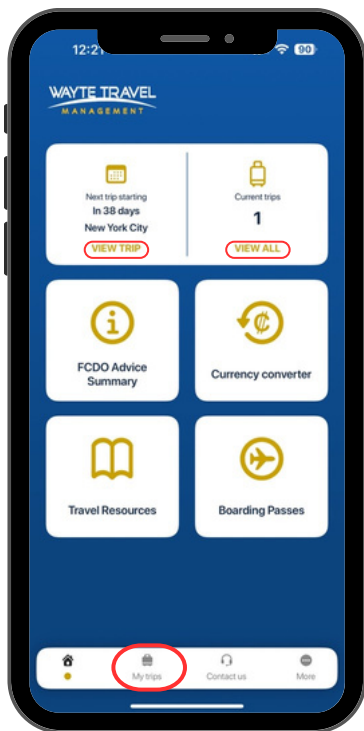 12:21
90
WAYTE TRAVEL
MANAGEMENT
Next trip starting
In 38 days
New York City
VIEW TRIP
Current trips
1
VIEW ALL
FCDO Advice
Summary
Currency converter
Travel Resources
Boarding Passes
My trips
Contact us
More